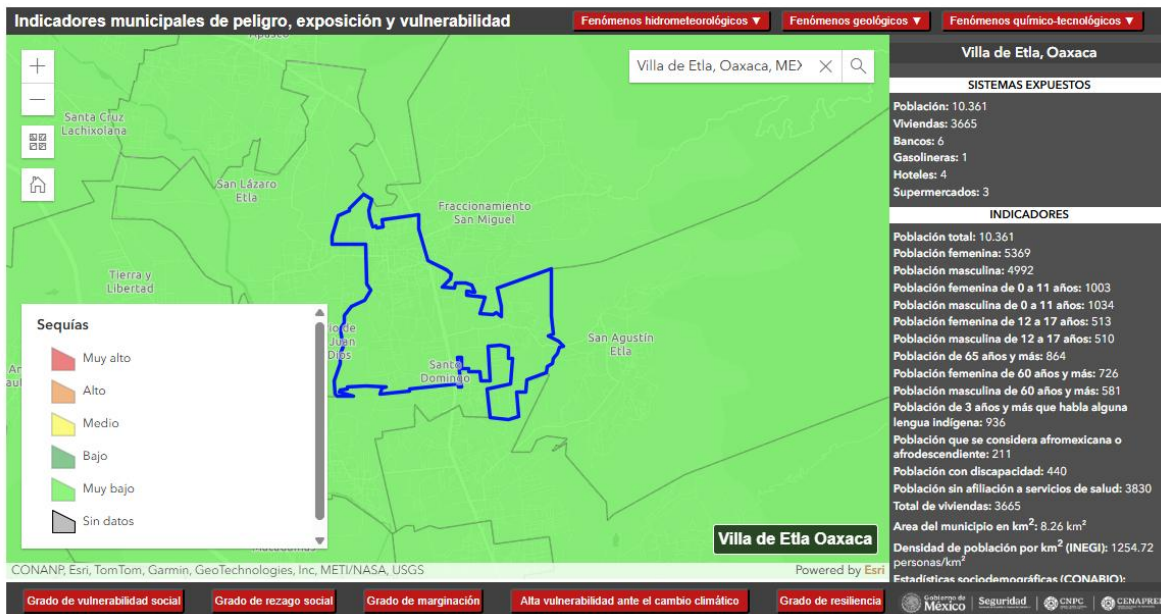 Indicadores municipales de peligro, exposición y vulnerabilidad
Fenómenos hidrometeorológicos ▼
Fenómenos geológicos ▼
Fenómenos químico-tecnológicos ▼
Villa de Etla, Oaxaca, MEX
Apasco
Santa Cruz
Lachixolana
San Lázaro
Etla
Fraccionamiento
San Miguel
Tierra y
Libertad
io de
Juan
Dios
Santo
Domingo
San Agustín
Etla
Sequías
Muy alto
Alto
Medio
Bajo
Muy bajo
Sin datos
Villa de Etla Oaxaca
CONANP, Esri, TomTom, Garmin, GeoTechnologies, Inc, METI/NASA, USGS
Powered by Esri
Villa de Etla, Oaxaca
SISTEMAS EXPUESTOS
Población: 10.361
Viviendas: 3665
Bancos: 6
Gasolineras: 1
Hoteles: 4
Supermercados: 3
INDICADORES
Población total: 10.361
Población femenina: 5369
Población masculina: 4992
Población femenina de 0 a 11 años: 1003
Población masculina de 0 a 11 años: 1034
Población femenina de 12 a 17 años: 513
Población masculina de 12 a 17 años: 510
Población de 65 años y más: 864
Población femenina de 60 años y más: 726
Población masculina de 60 años y más: 581
Población de 3 años y más que habla alguna
lengua indígena: 936
Población que se considera afromexicana o
afrodescendiente: 211
Población con discapacidad: 440
Población sin afiliación a servicios de salud: 3830
Total de viviendas: 3665
Area del municipio en km²: 8.26 km²
Densidad de población por km² (INEGI): 1254.72
personas/km²
Estadísticas sociodemográficas (CONABIO):
Grado de vulnerabilidad social
Grado de rezago social
Grado de marginación
Alta vulnerabilidad ante el cambio climático
Grado de resiliencia
Gobierno de
México
Seguridad
CNPC
CENAPRED